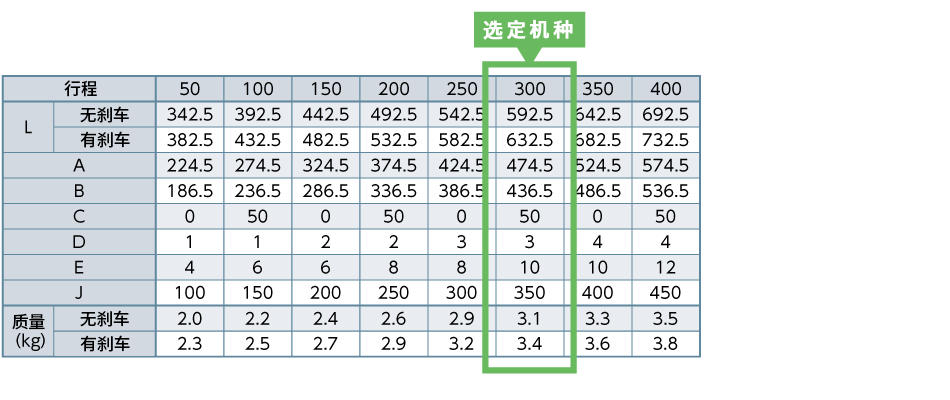 选定机种
行程 50 100 150 200 250 300 350 400
L 无刹车 342.5 392.5 442.5 492.5 542.5 592.5 642.5 692.5
有刹车 382.5 432.5 482.5 532.5 582.5 632.5 682.5 732.5
A 224.5 274.5 324.5 374.5 424.5 474.5 524.5 574.5
B 186.5 236.5 286.5 336.5 386.5 436.5 486.5 536.5
C 0 50 0 50 0 50 0 50
D 1 1 2 2 3 3 4 4
E 4 6 6 8 8 10 10 12
J 100 150 200 250 300 350 400 450
质量 (kg) 无刹车 2.0 2.2 2.4 2.6 2.9 3.1 3.3 3.5
有刹车 2.3 2.5 2.7 2.9 3.2 3.4 3.6 3.8